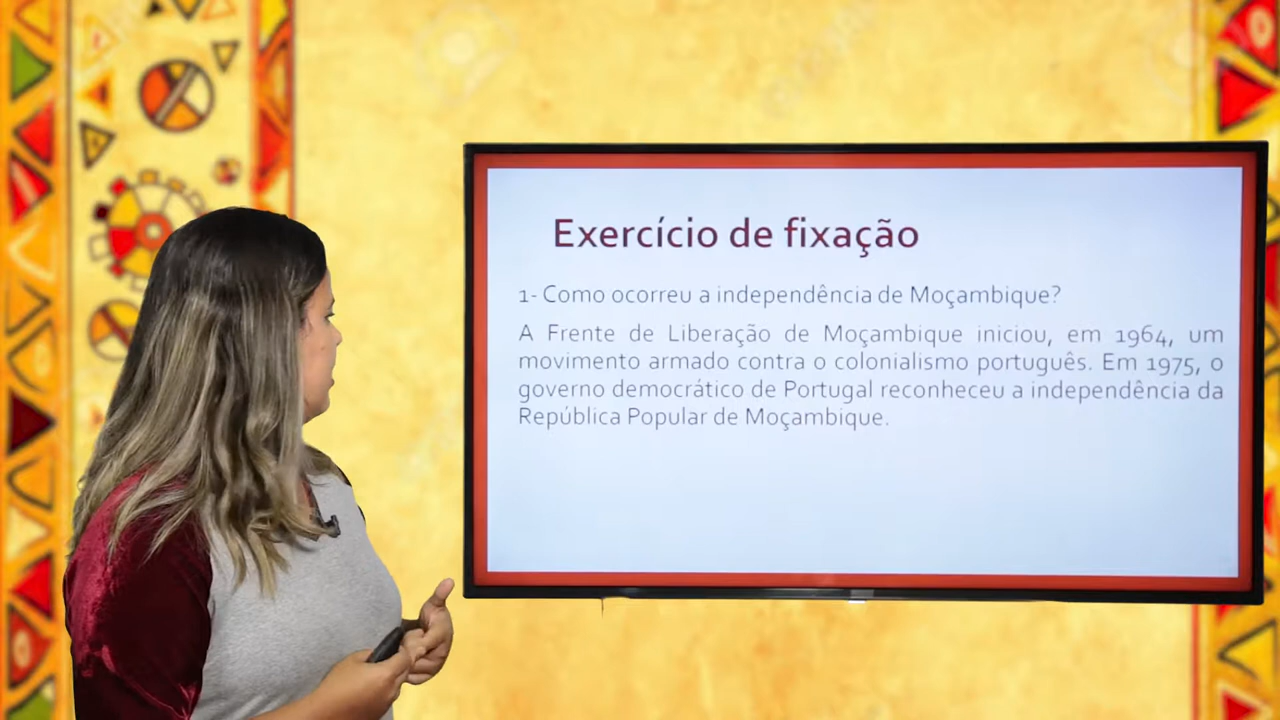 Exercício de fixação
1- Como ocorreu a independência de Moçambique?
A Frente de Liberação de Moçambique iniciou, em 1964, um
movimento armado contra o colonialismo português. Em 1975, o
governo democrático de Portugal reconheceu a independência da
República Popular de Moçambique.